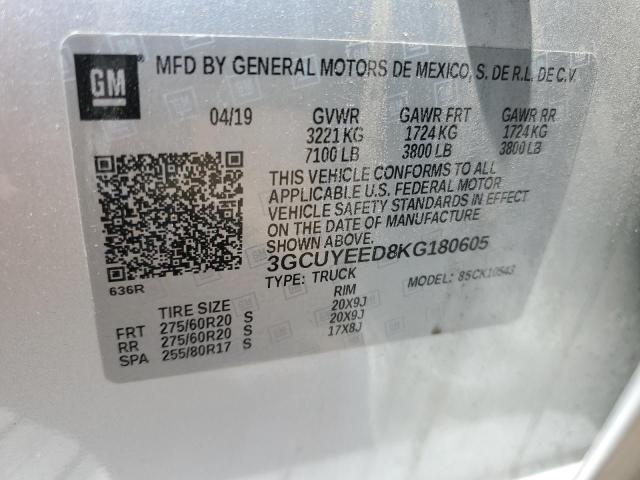 GM MFD BY GENERAL MOTORS DE MEXICO, S. DE R.L. DE C.V
04/19 GVWR GAWR FRT GAWR RR
3221 KG 1724 KG 1724 KG
7100 LB 3800 LB 3800 LB
THIS VEHICLE CONFORMS TO ALL
APPLICABLE U.S. FEDERAL MOTOR
VEHICLE SAFETY STANDARDS IN EFFECT
ON THE DATE OF MANUFACTURE
SHOWN ABOVE.
3GCUYEED8KG180605
TYPE: TRUCK MODEL: 85CK10543
636R
TIRE SIZE RIM
FRT 275/60R20 S 20X9J
RR 275/60R20 S 20X9J
SPA 255/80R17 S 17X8J